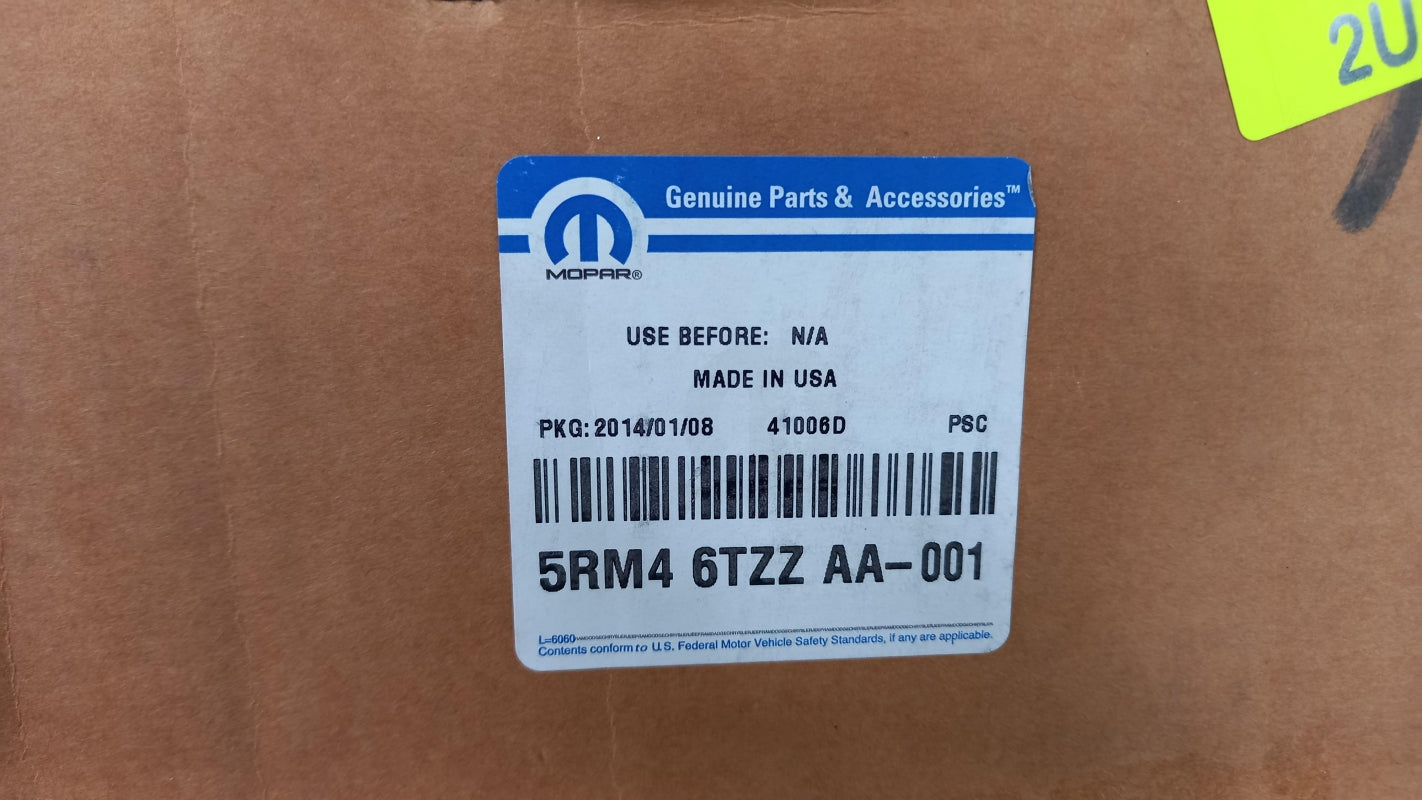 2U
Genuine Parts & Accessories™
MOPAR®
USE BEFORE: N/A
MADE IN USA
PKG: 2014/01/08 41006D PSC
5RM4 6TZZ AA-001
L=6060
Contents conform to U.S. Federal Motor Vehicle Safety Standards, if any are applicable.